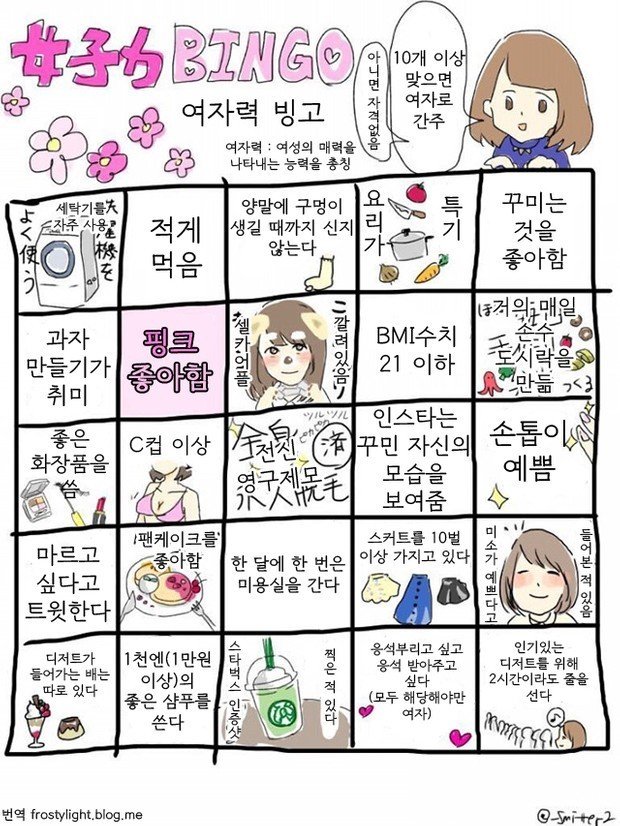 女子力 BINGO
여자력 빙고
여자력 : 여성의 매력을
나타내는 능력을 총칭
10개 이상
맞으면
여자로
간주
아니면 자격없음
세탁기를
자주 사용
洗濯機を
よく使う
적게
먹음
양말에 구멍이
생길 때까지 신지
않는다
요리가
특기
꾸미는
것을
좋아함
과자
만들기가
취미
핑크
좋아함
셀카어플
깔려있음
BMI수치
21 이하
거의 매일
손수
도시락을
만듦
つくる
좋은
화장품을
씀
C컵 이상
ツルツル
ピカピカ
全身
済
전신
영구제모
永久脱毛
인스타는
꾸민 자신의
모습을
보여줌
손톱이
예쁨
마르고
싶다고
트윗한다
팬케이크를
좋아함
한 달에 한 번은
미용실을 간다
스커트를 10벌
이상 가지고 있다
미소가 예쁘다고
들어본 적 있음
디저트가
들어가는 배는
따로 있다
1천엔(1만원
이상)의
좋은 샴푸를
쓴다
스타벅스 인증샷
찍은 적 있다
응석부리고 싶고
응석 받아주고
싶다
(모두 해당해야만
여자)
인기있는
디저트를 위해
2시간이라도 줄을
선다
번역 frostylight.blog.me